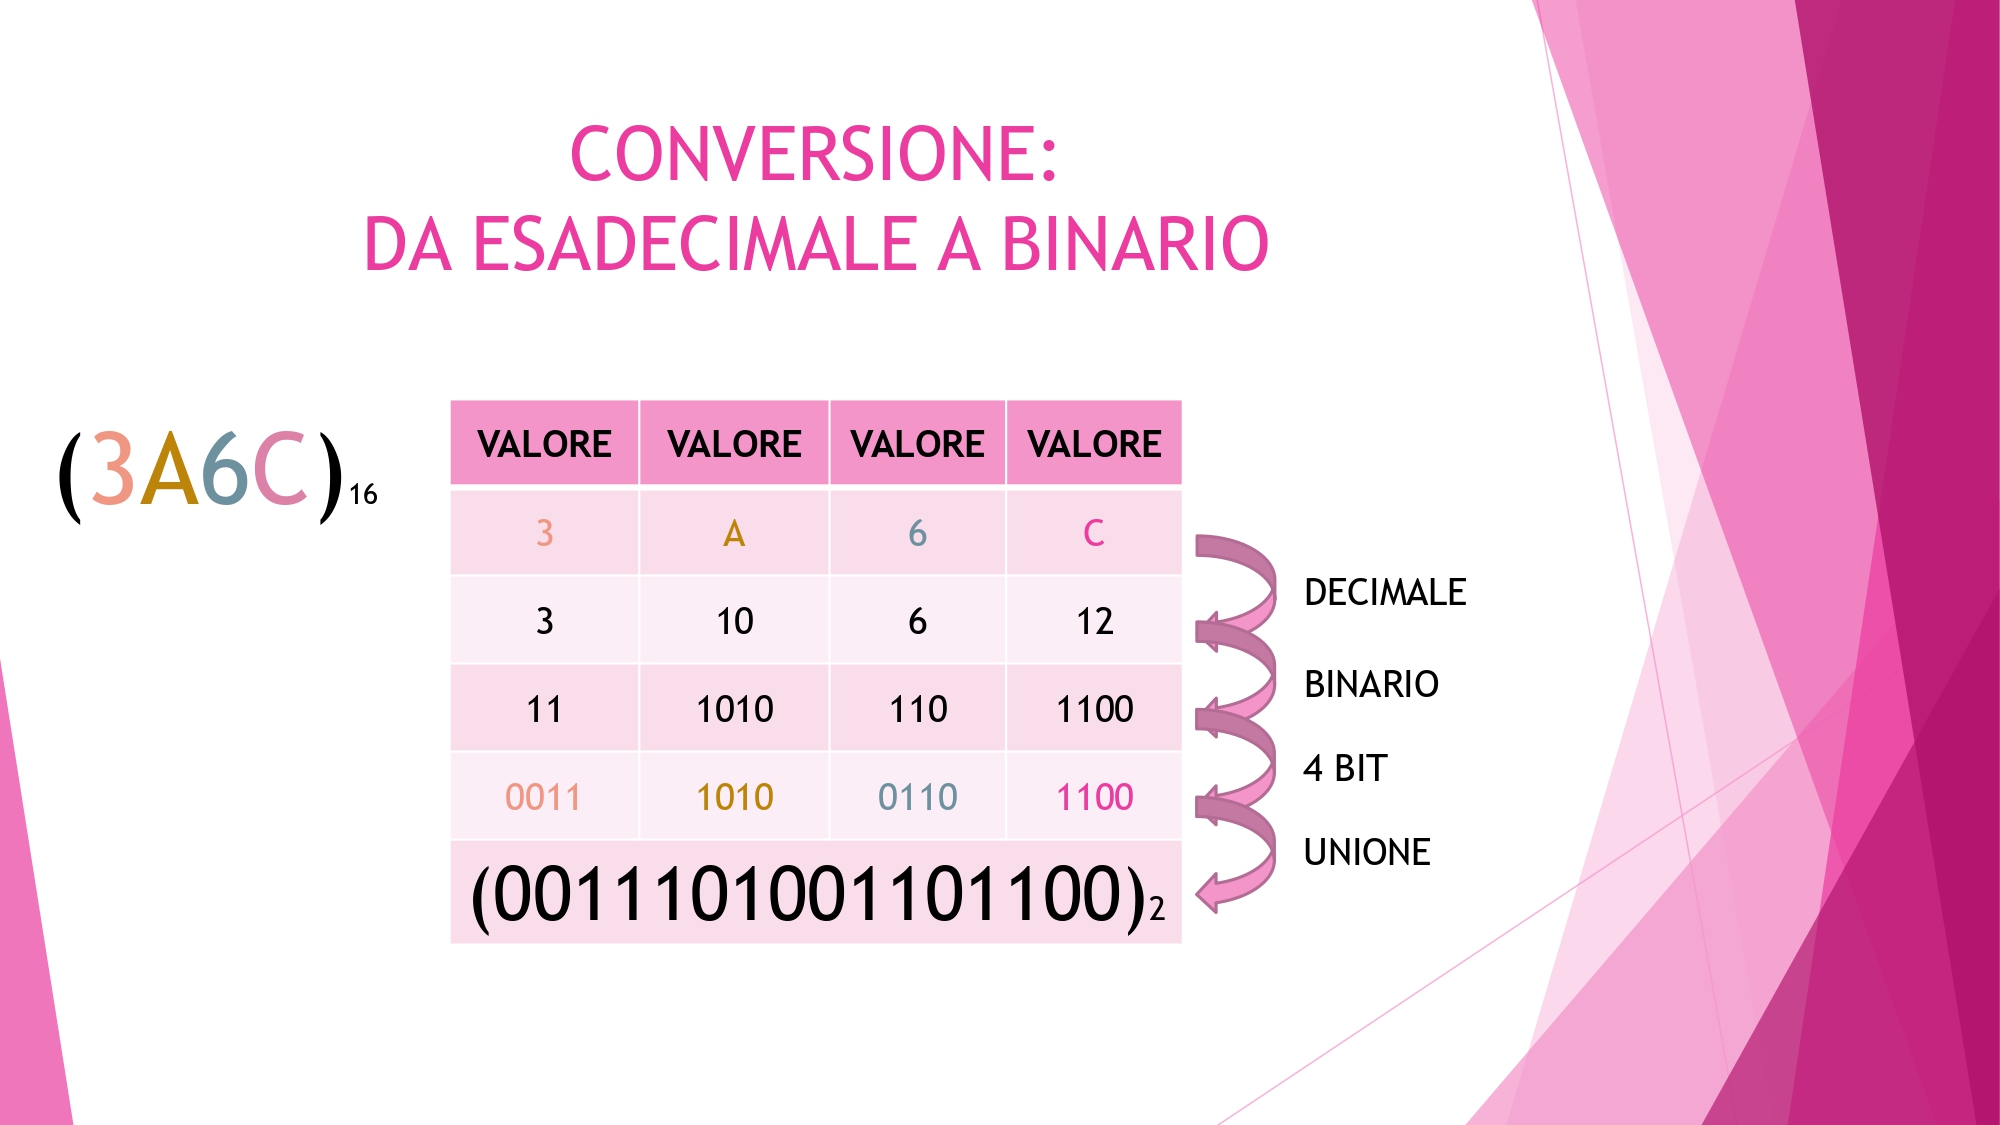 CONVERSIONE:
DA ESADECIMALE A BINARIO
(3A6C)16
VALORE VALORE VALORE VALORE
3 A 6 C
3 10 6 12
11 1010 110 1100
0011 1010 0110 1100
(0011101001101100)2
DECIMALE
BINARIO
4 BIT
UNIONE